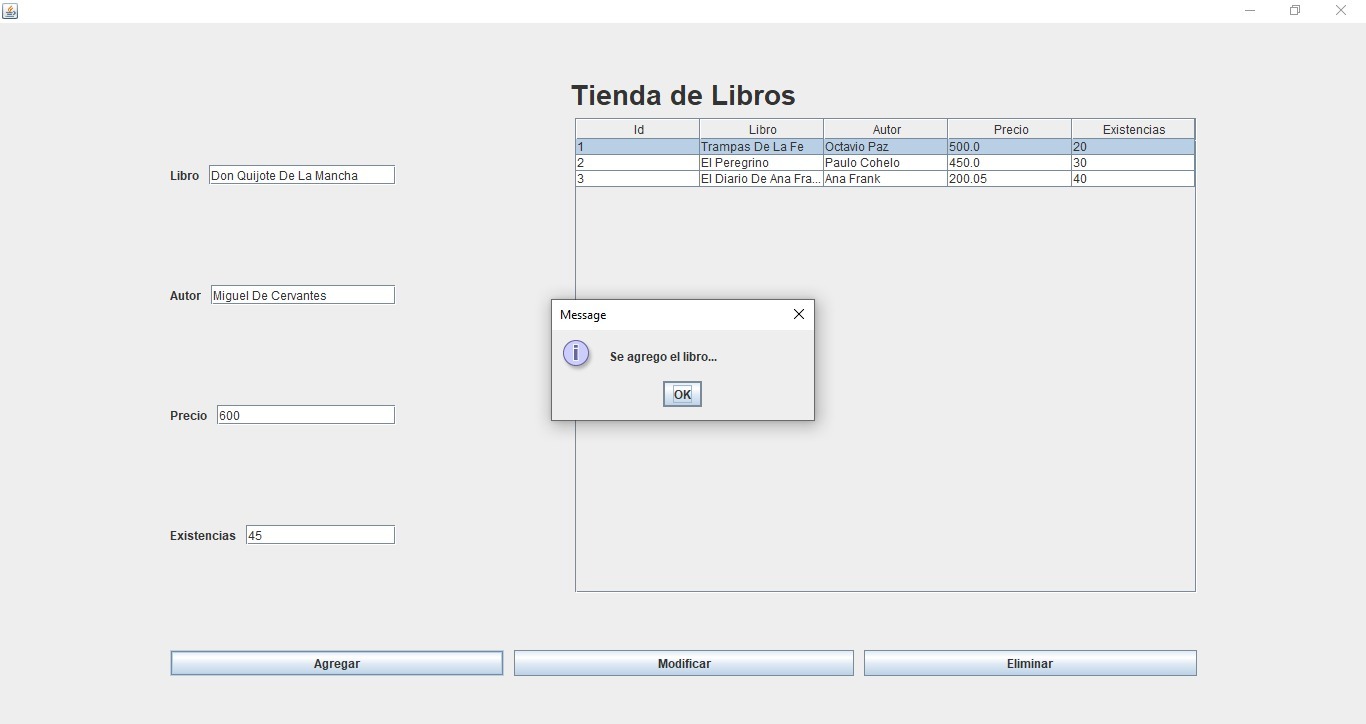 Tienda de Libros
Id Libro Autor Precio Existencias
1 Trampas De La Fe Octavio Paz 500.0 20
2 El Peregrino Paulo Cohelo 450.0 30
3 El Diario De Ana Fra... Ana Frank 200.05 40
Libro Don Quijote De La Mancha
Autor Miguel De Cervantes
Precio 600
Existencias 45
Message
i
Se agrego el libro...
OK
Agregar Modificar Eliminar